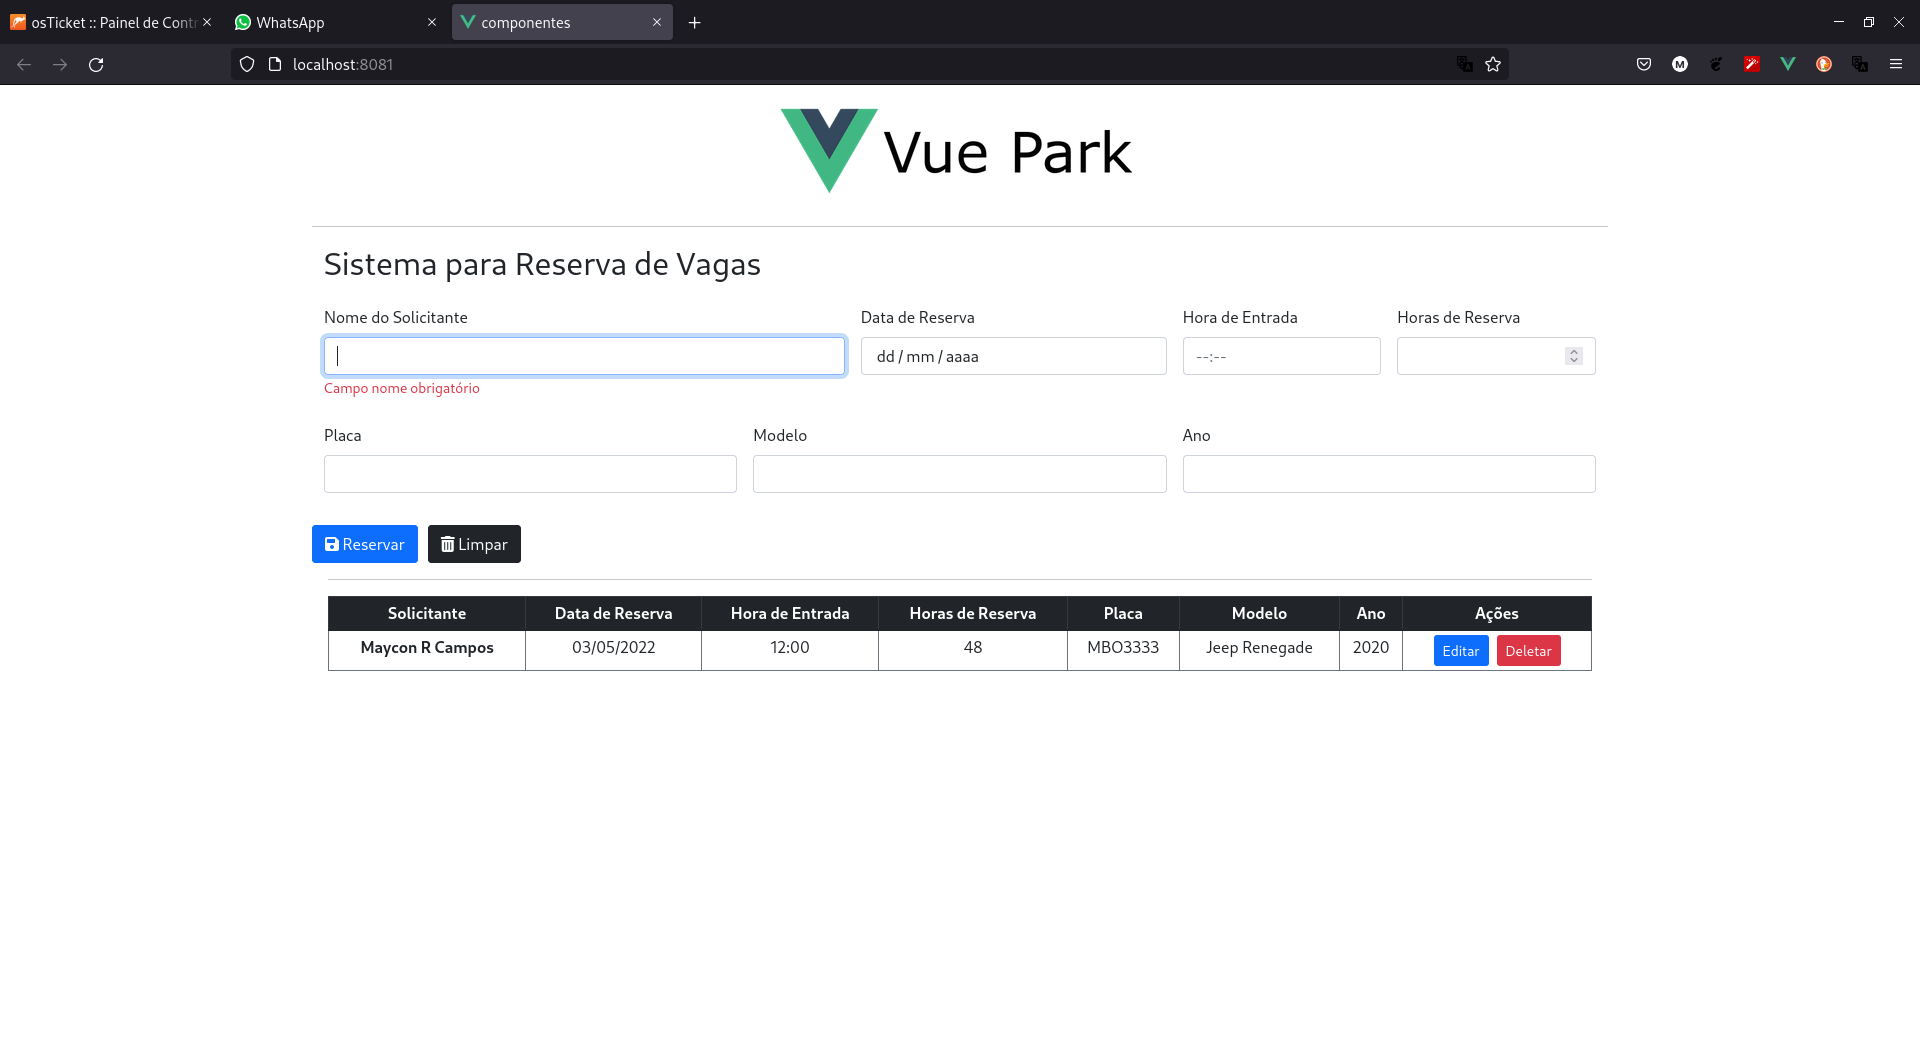 osTicket :: Painel de Contr
WhatsApp
componentes
localhost:8081
Vue Park
Sistema para Reserva de Vagas
Nome do Solicitante Data de Reserva Hora de Entrada Horas de Reserva
dd / mm / aaaa --:--
Campo nome obrigatório
Placa Modelo Ano
Reservar Limpar
Solicitante Data de Reserva Hora de Entrada Horas de Reserva Placa Modelo Ano Ações
Maycon R Campos 03/05/2022 12:00 48 MBO3333 Jeep Renegade 2020 Editar Deletar